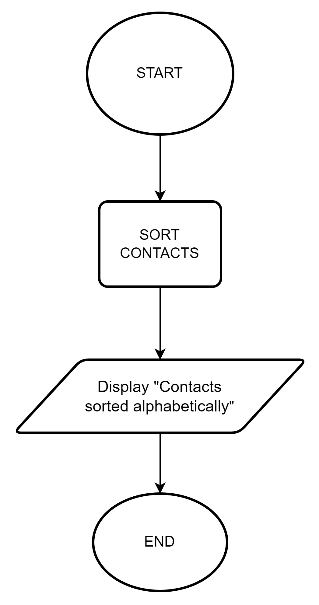 START
SORT
CONTACTS
Display "Contacts
sorted alphabetically"
END